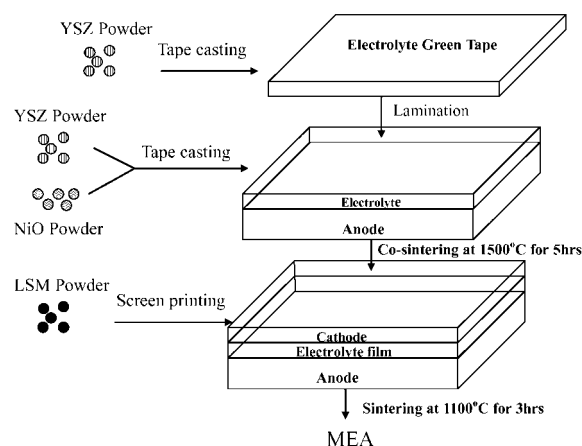 YSZ Powder
Tape casting
Electrolyte Green Tape
Lamination
YSZ Powder
Tape casting
NiO Powder
Electrolyte
Anode
Co-sintering at 1500°C for 5hrs
LSM Powder
Screen printing
Cathode
Electrolyte film
Anode
Sintering at 1100°C for 3hrs
MEA